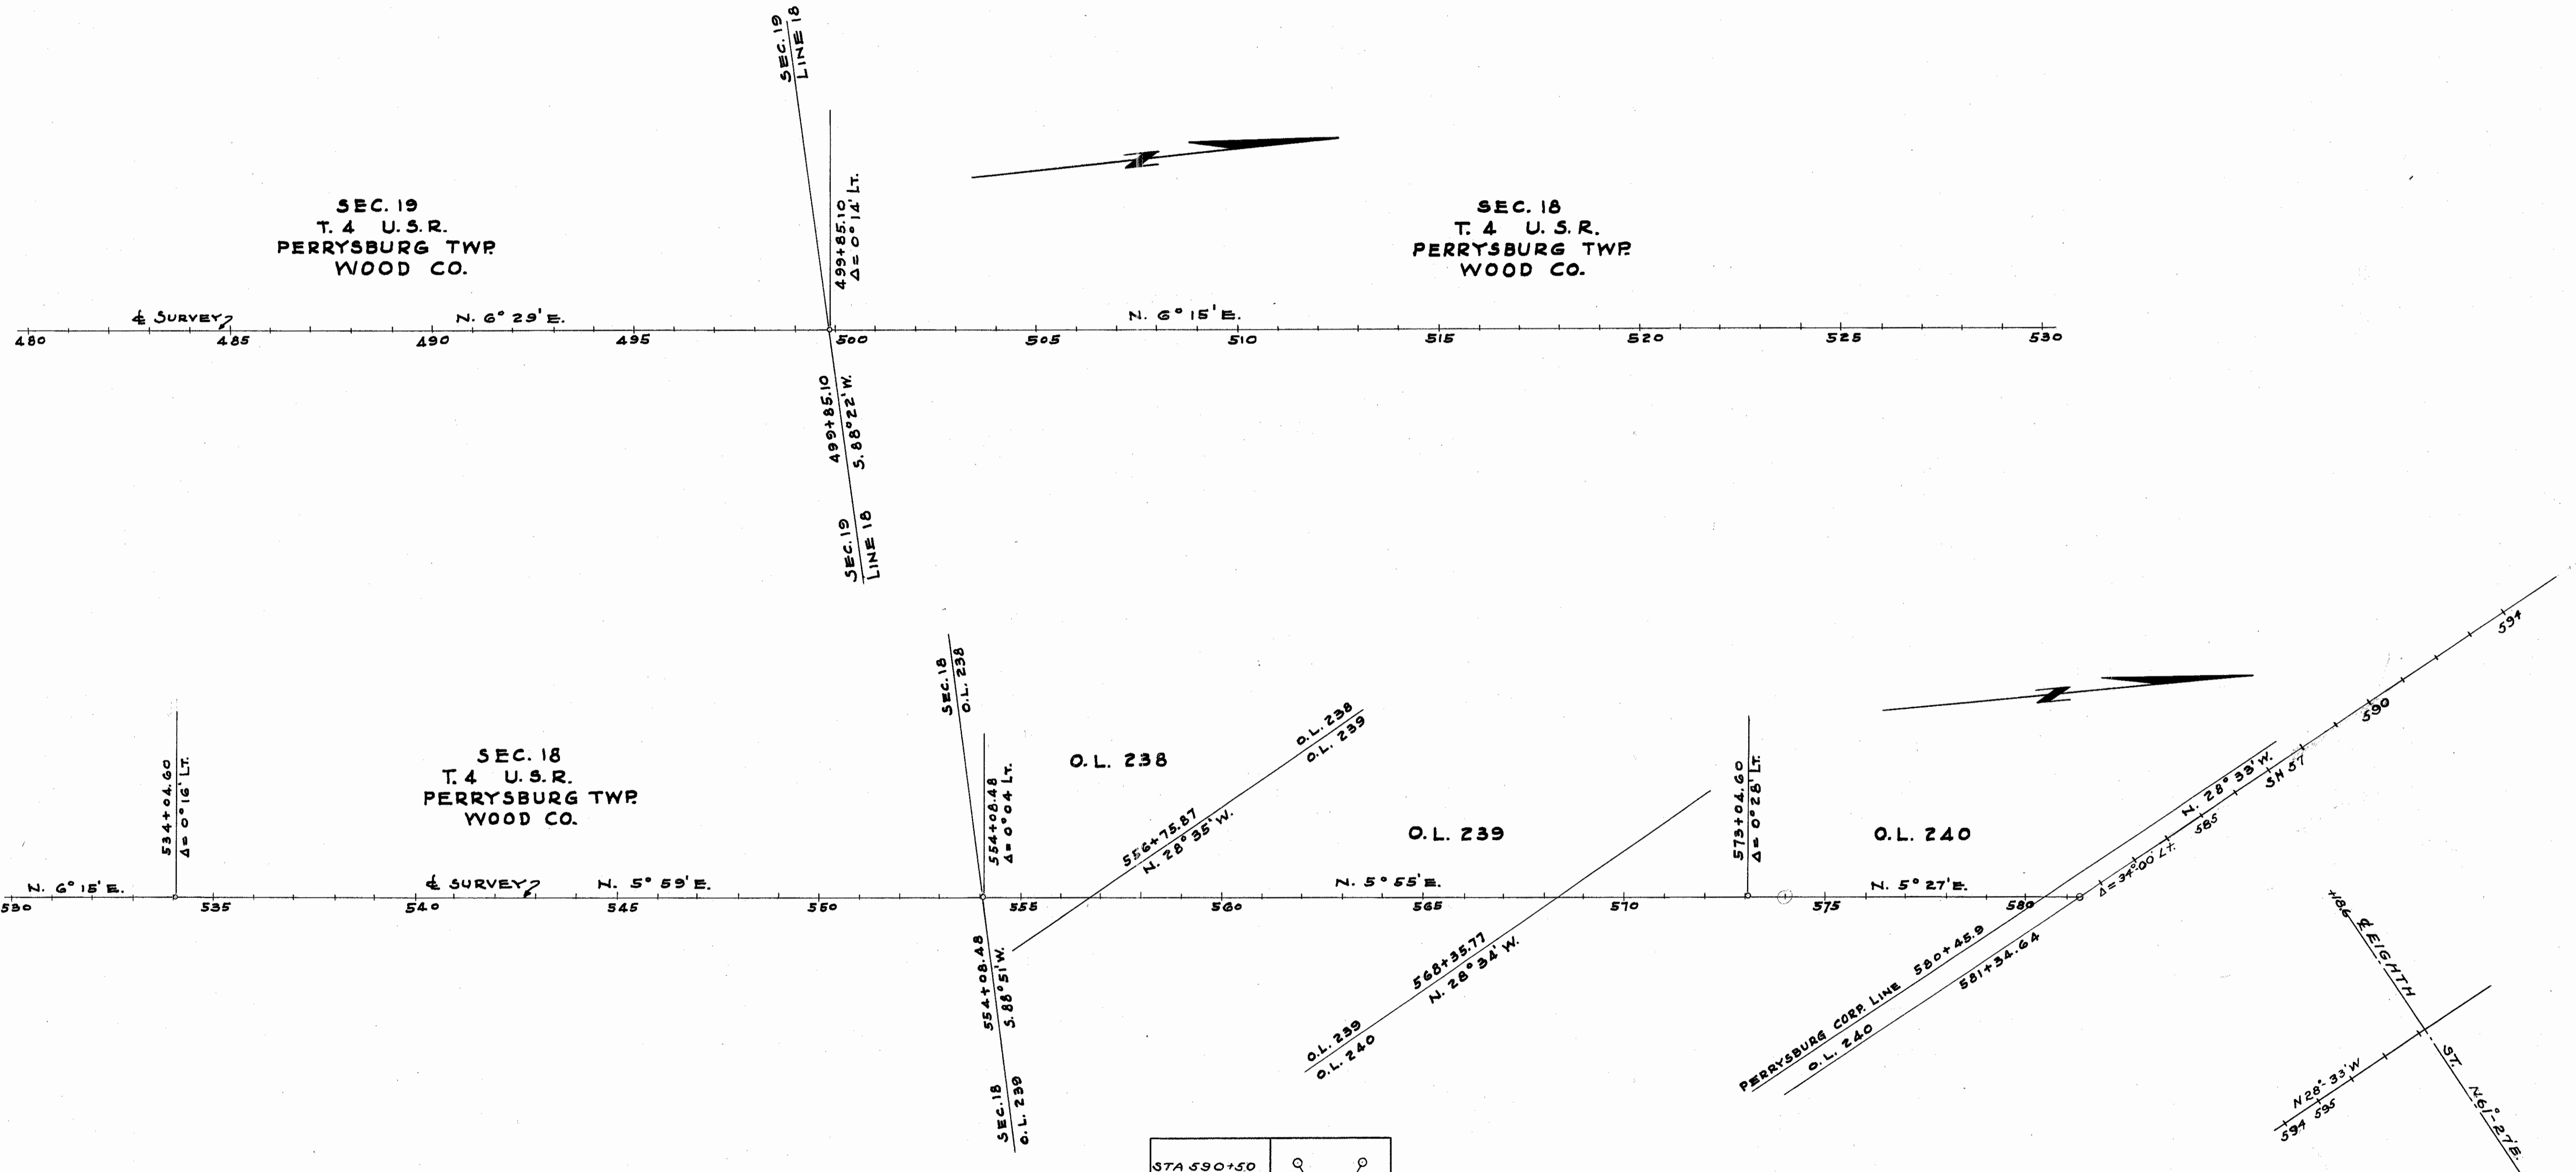 SEC. 19
LINE 18
SEC. 19
T. 4 U.S.R.
PERRYSBURG TWP.
WOOD CO.
499+85.10
Δ = 0°14' LT.
SEC. 18
T. 4 U.S.R.
PERRYSBURG TWP.
WOOD CO.
℄ SURVEY
N. 6° 29' E.
N. 6° 15' E.
480 485 490 495 500 505 510 515 520 525 530
499+85.10
S. 88°22' W.
SEC. 19
LINE 18
SEC. 18
O.L. 238
534+04.60
Δ = 0°16' LT.
SEC. 18
T. 4 U.S.R.
PERRYSBURG TWP.
WOOD CO.
554+08.48
Δ = 0°04 LT.
O.L. 238
O.L. 238
O.L. 239
556+75.87
N. 28° 35' W.
O.L. 239
573+04.60
Δ = 0°28' LT.
O.L. 240
N. 28° 33' W.
SH 57
Δ = 34°00' LT.
585
590
594
N. 6° 15' E.
℄ SURVEY
N. 5° 59' E.
N. 5° 55' E.
N. 5° 27' E.
530 535 540 545 550 555 560 565 570 575 580
554+08.48
S. 88°51' W.
SEC. 18
O.L. 239
568+35.77
N. 28° 34' W.
O.L. 239
O.L. 240
PERRYSBURG CORP. LINE
580+45.9
O.L. 240
581+34.64
+18.6
℄ EIGHTH ST. N61°-27'E.
N28°-33'W
594 595
STA 590+50